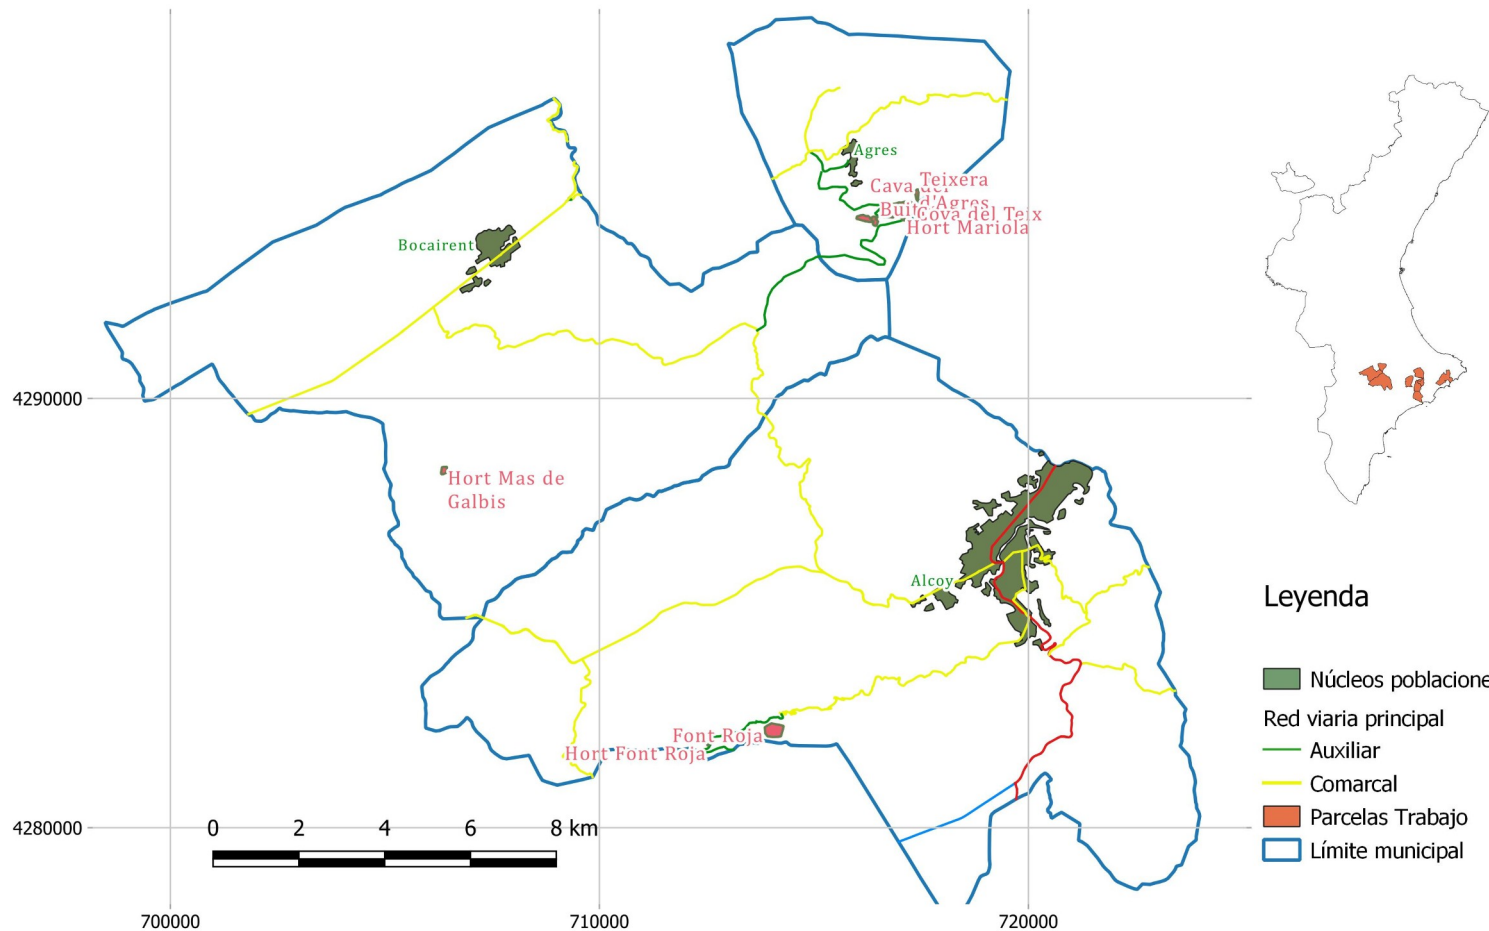 Agres
Teixera
Cava del
d'Agres
Buitre
Cova del Teix
Hort Mariola
Bocairent
4290000
Hort Mas de
Galbis
Alcoy
Leyenda
Núcleos poblacione
Red viaria principal
Auxiliar
Comarcal
Parcelas Trabajo
Límite municipal
Font Roja
Hort Font Roja
4280000
0 2 4 6 8 km
700000 710000 720000